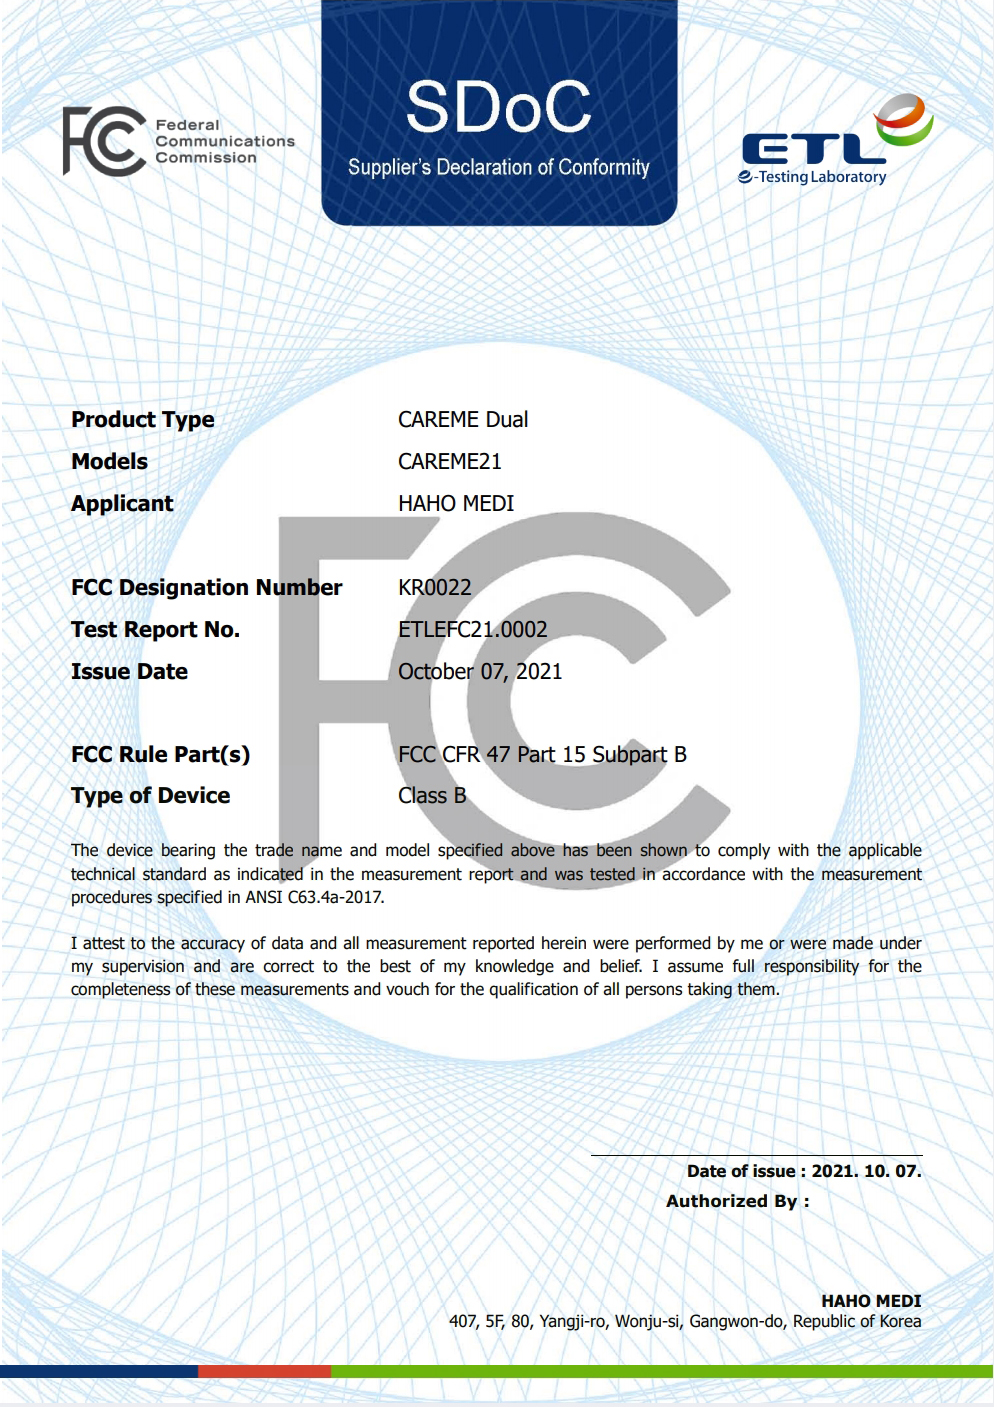 FCC Federal
Communications
Commission
SDoC
Supplier's Declaration of Conformity
ETL
e-Testing Laboratory
Product Type CAREME Dual
Models CAREME21
Applicant HAHO MEDI
FCC
FCC Designation Number KR0022
Test Report No. ETLEFC21.0002
Issue Date October 07, 2021
FCC Rule Part(s) FCC CFR 47 Part 15 Subpart B
Type of Device Class B
The device bearing the trade name and model specified above has been shown to comply with the applicable
technical standard as indicated in the measurement report and was tested in accordance with the measurement
procedures specified in ANSI C63.4a-2017.
I attest to the accuracy of data and all measurement reported herein were performed by me or were made under
my supervision and are correct to the best of my knowledge and belief. I assume full responsibility for the
completeness of these measurements and vouch for the qualification of all persons taking them.
Date of issue : 2021. 10. 07.
Authorized By :
HAHO MEDI
407, 5F, 80, Yangji-ro, Wonju-si, Gangwon-do, Republic of Korea